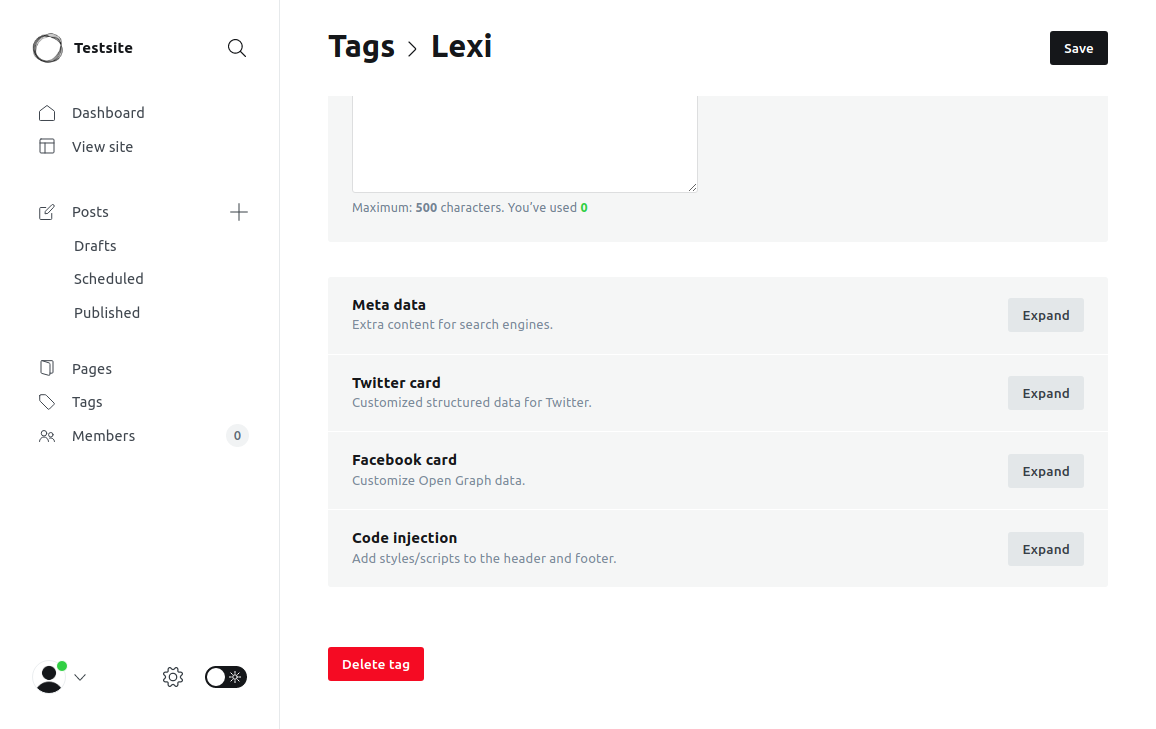 Testsite
Dashboard
View site
Posts
Drafts
Scheduled
Published
Pages
Tags
Members 0
Tags Lexi
Save
Maximum: 500 characters. You’ve used 0
Meta data
Extra content for search engines.
Expand
Twitter card
Customized structured data for Twitter.
Expand
Facebook card
Customize Open Graph data.
Expand
Code injection
Add styles/scripts to the header and footer.
Expand
Delete tag